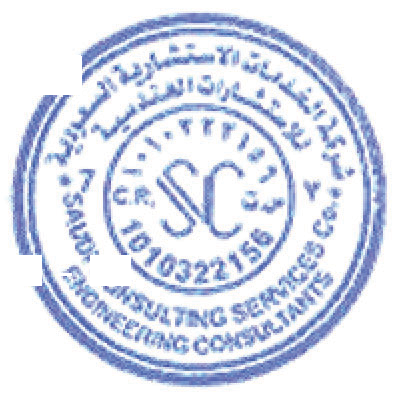 شركة الخدمات الاستشارية السعودية
للاستشارات الهندسية
١٠١٠٣٢٢١٥٦
C.R. SC س.ت
1010322156
SAUDI CONSULTING SERVICES Co.
ENGINEERING CONSULTANTS